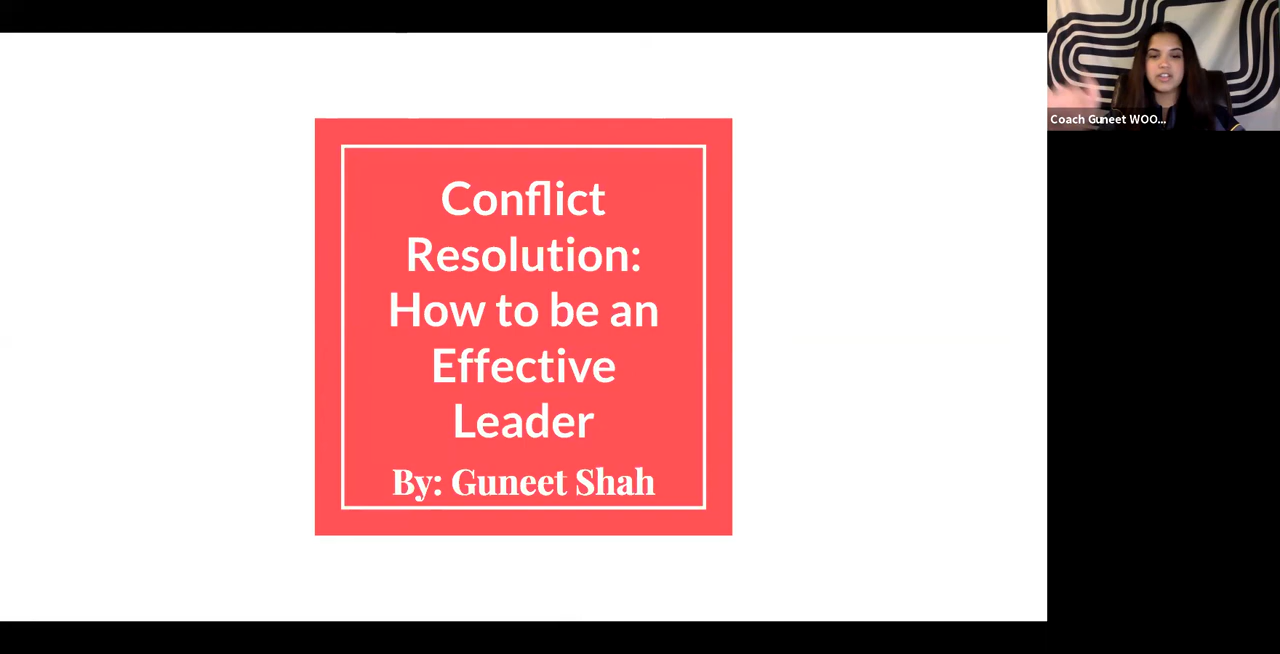 Conflict
Resolution:
How to be an
Effective
Leader
By: Guneet Shah
Coach Guneet WOO...